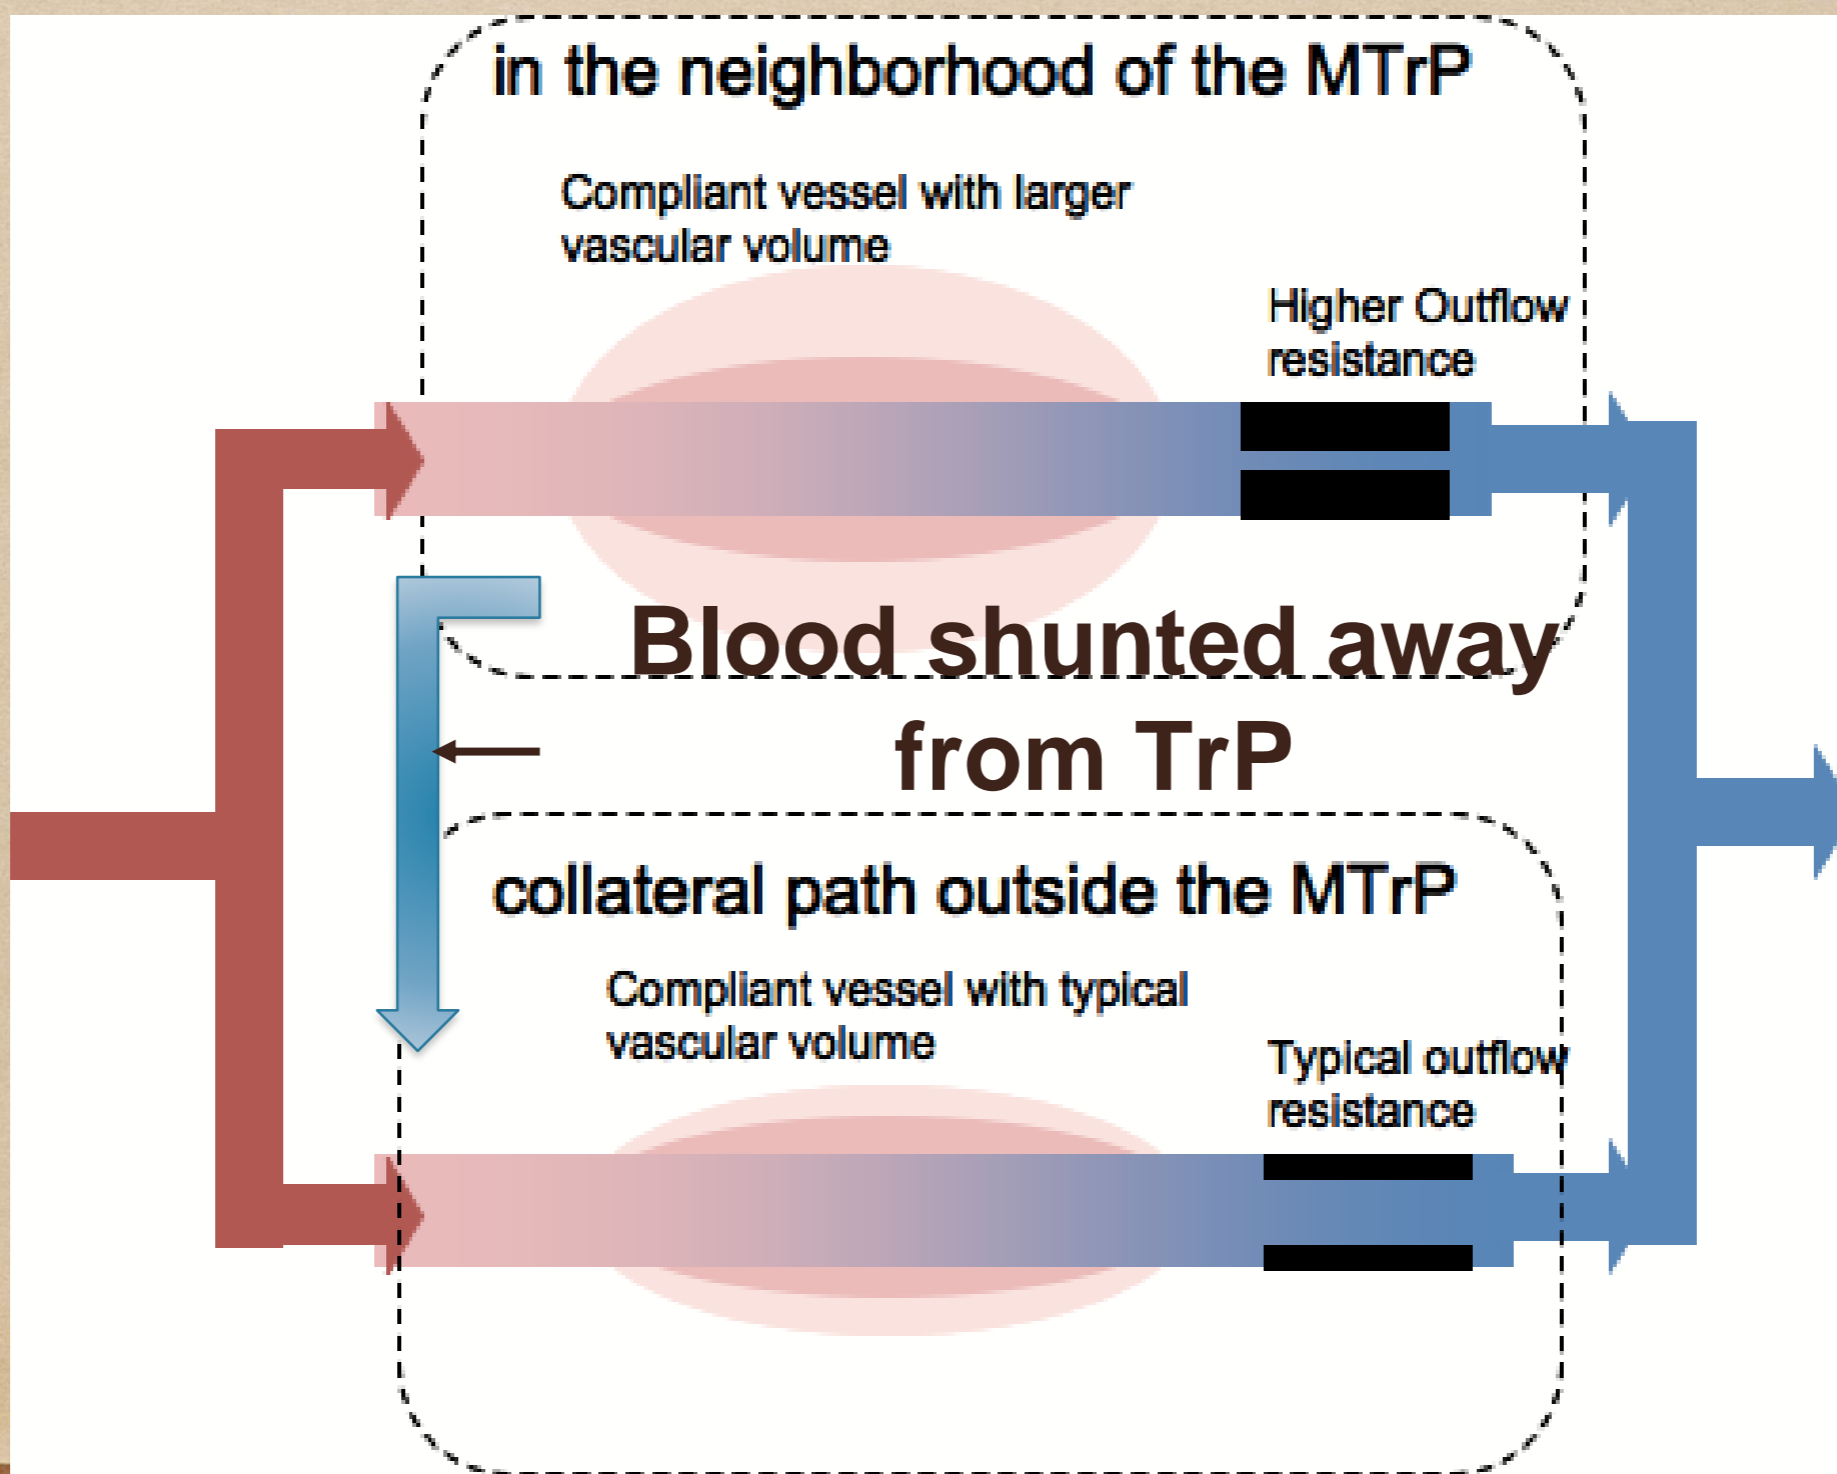 in the neighborhood of the MTrP
Compliant vessel with larger
vascular volume
Higher Outflow
resistance
Blood shunted away
from TrP
collateral path outside the MTrP
Compliant vessel with typical
vascular volume
Typical outflow
resistance